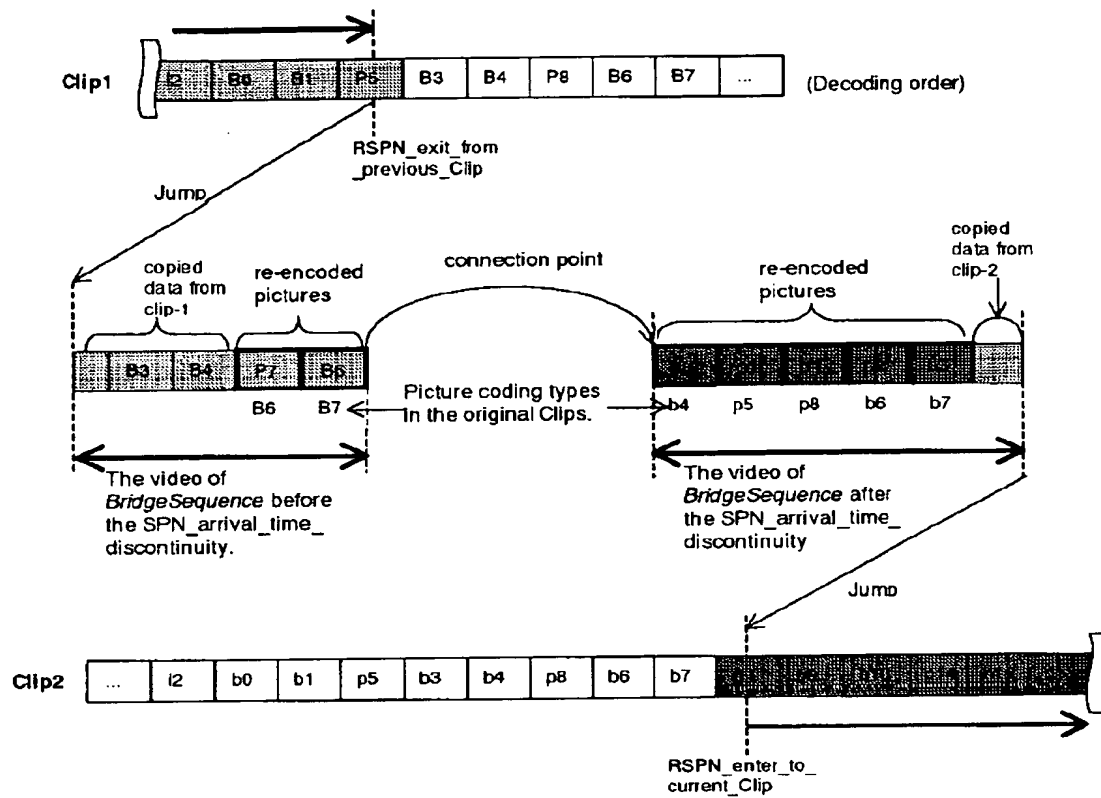 Clip1
I2 B0 B1 P5 B3 B4 P8 B6 B7 ...
(Decoding order)
RSPN_exit_from
_previous_Clip
Jump
copied
data from
clip-1
re-encoded
pictures
connection point
re-encoded
pictures
copied
data from
clip-2
B3 B4 P7 B6
B6 B7
Picture coding types
in the original Clips.
b4 p5 p8 b6 b7
The video of
BridgeSequence before
the SPN_arrival_time_
discontinuity.
The video of
BridgeSequence after
the SPN_arrival_time_
discontinuity
Jump
Clip2
... i2 b0 b1 p5 b3 b4 p8 b6 b7
RSPN_enter_to_
current_Clip